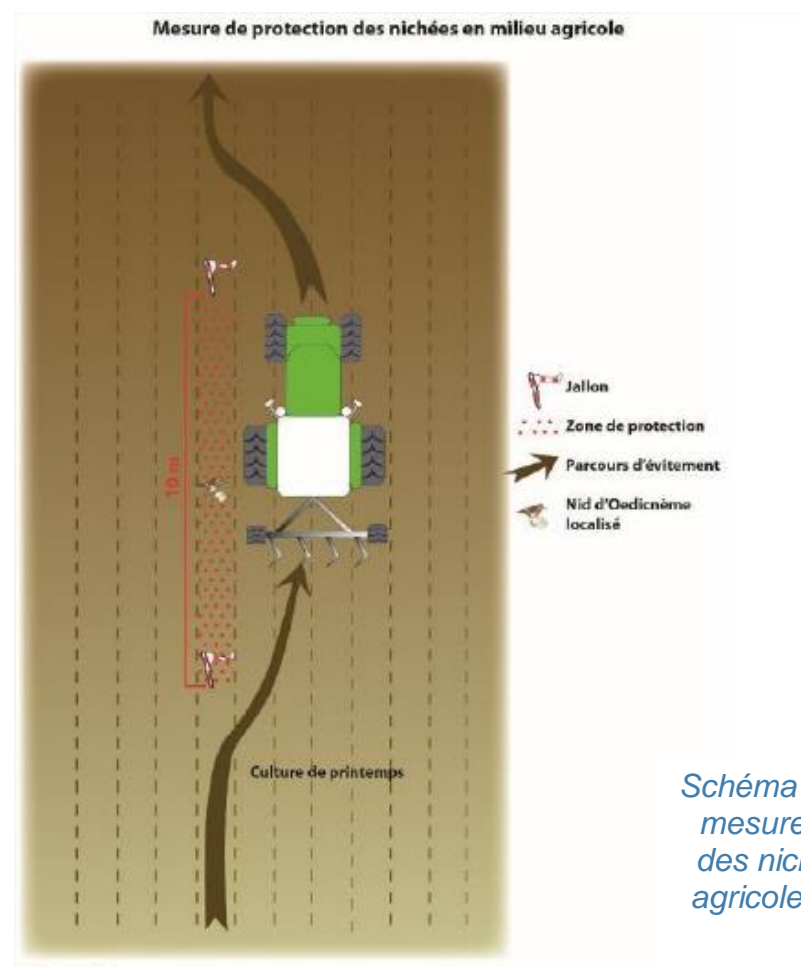 Mesure de protection des nichées en milieu agricole
10 m
Jallon
Zone de protection
Parcours d'évitement
Nid d'Oedicnème
localisé
Culture de printemps
Schéma
mesure
des nich
agricole